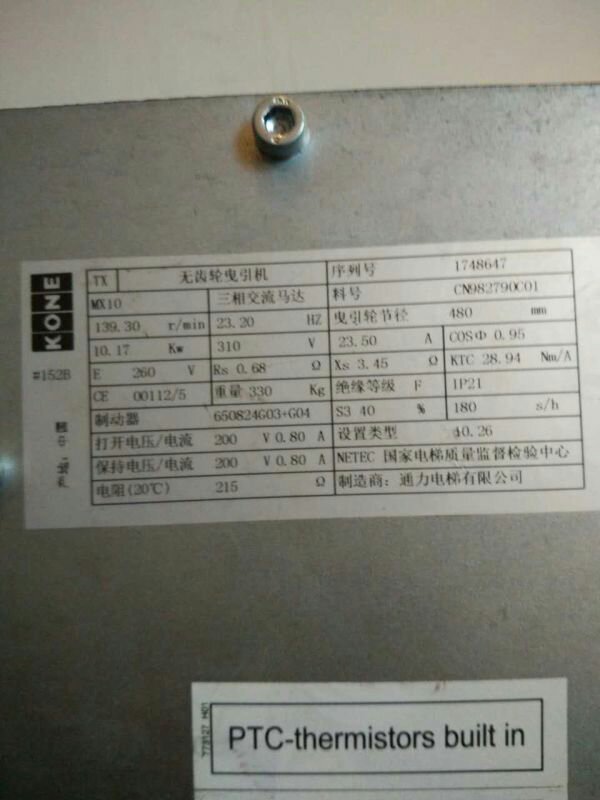 KONE
#152B
产地：中国
TX 无齿轮曳引机 序列号 1748647
MX10 三相交流马达 料号 CN982790C01
139.30 r/min 23.20 HZ 曳引轮节径 480 mm
10.17 Kw 310 V 23.50 A COSΦ 0.95
E 260 V Rs 0.68 Ω Xs 3.45 Ω KTC 28.94 Nm/A
CE 00112/5 重量 330 Kg 绝缘等级 F IP21
制动器 650824G03+G04 S3 40 % 180 s/h
打开电压/电流 200 V 0.80 A 设置类型 40.26
保持电压/电流 200 V 0.80 A NETEC 国家电梯质量监督检验中心
电阻(20℃) 215 Ω 制造商：通力电梯有限公司
773127 H01
PTC-thermistors built in